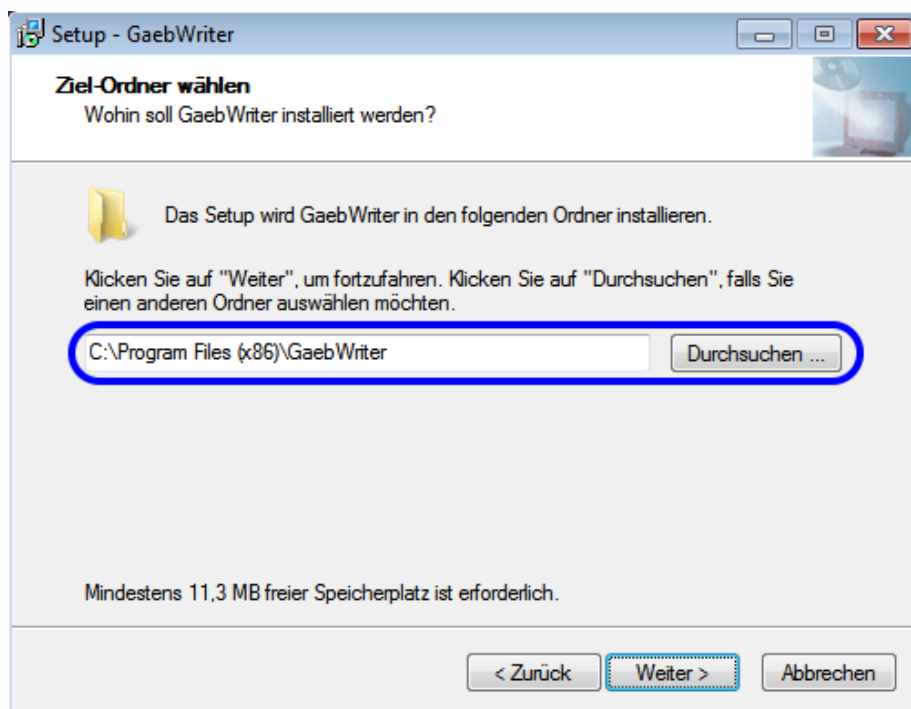 Setup - GaebWriter
Ziel-Ordner wählen
Wohin soll GaebWriter installiert werden?
Das Setup wird GaebWriter in den folgenden Ordner installieren.
Klicken Sie auf "Weiter", um fortzufahren. Klicken Sie auf "Durchsuchen", falls Sie
einen anderen Ordner auswählen möchten.
C:\Program Files (x86)\GaebWriter
Durchsuchen ...
Mindestens 11,3 MB freier Speicherplatz ist erforderlich.
< Zurück
Weiter >
Abbrechen